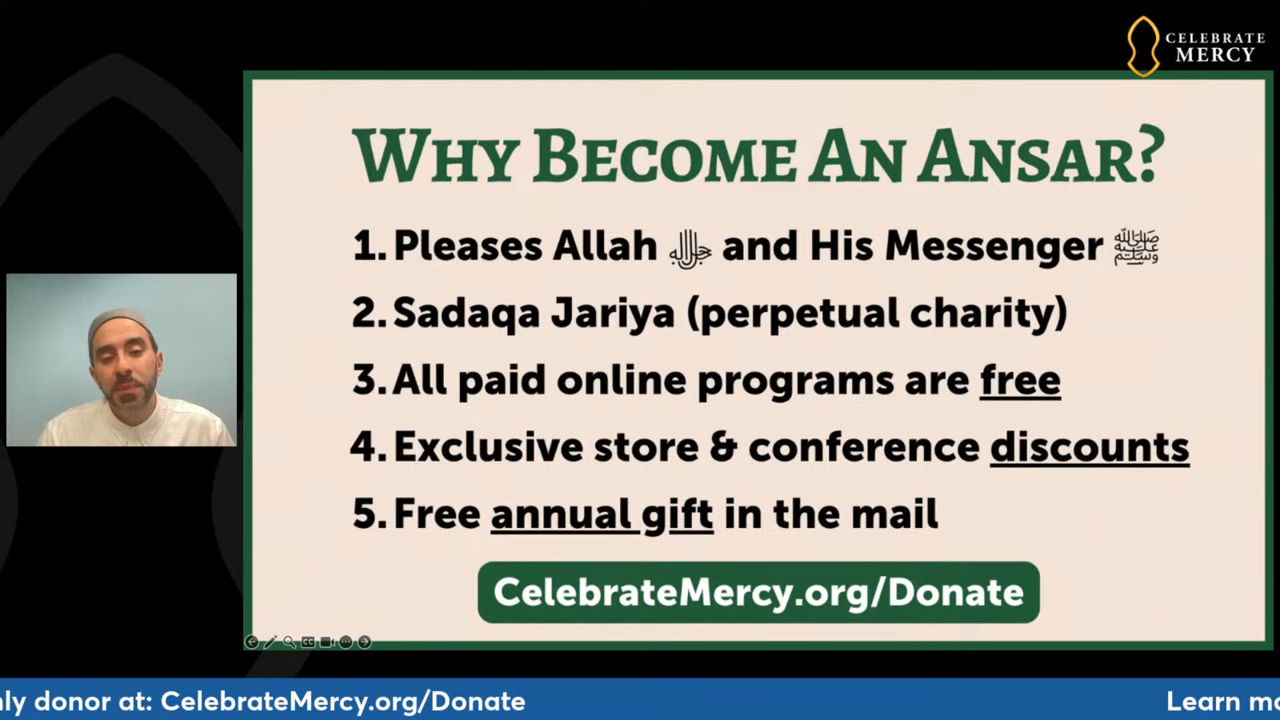 CELEBRATE
MERCY
WHY BECOME AN ANSAR?
1. Pleases Allah ﷻ and His Messenger ﷺ
2. Sadaqa Jariya (perpetual charity)
3. All paid online programs are free
4. Exclusive store & conference discounts
5. Free annual gift in the mail
CelebrateMercy.org/Donate
donor at: CelebrateMercy.org/Donate Learn